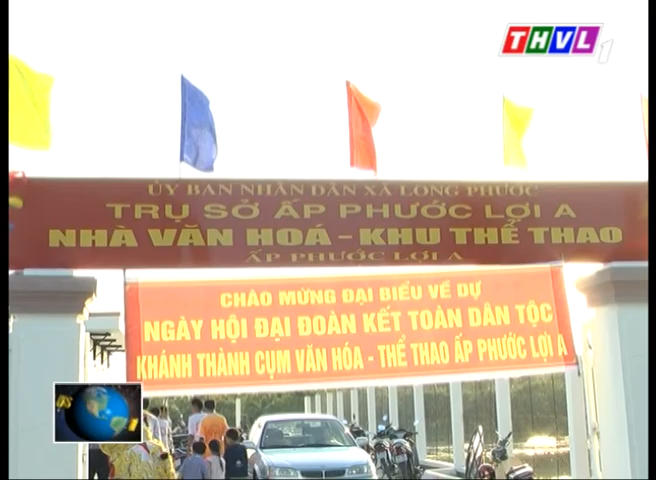 THVL1
ỦY BAN NHÂN DÂN XÃ LONG PHƯỚC
TRỤ SỞ ẤP PHƯỚC LỢI A
NHÀ VĂN HOÁ - KHU THỂ THAO
ẤP PHƯỚC LỢI A
CHÀO MỪNG ĐẠI BIỂU VỀ DỰ
NGÀY HỘI ĐẠI ĐOÀN KẾT TOÀN DÂN TỘC
KHÁNH THÀNH CỤM VĂN HÓA - THỂ THAO ẤP PHƯỚC LỢI A